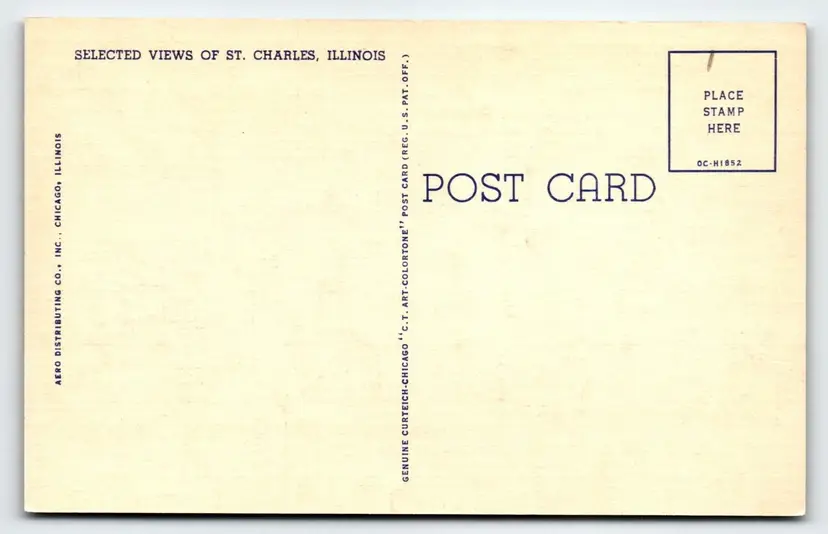 SELECTED VIEWS OF ST. CHARLES, ILLINOIS
AERO DISTRIBUTING CO., INC., CHICAGO, ILLINOIS
GENUINE CURTEICH-CHICAGO "C.T. ART-COLORTONE" POST CARD (REG. U.S. PAT. OFF.)
POST CARD
PLACE
STAMP
HERE
OC-H1852